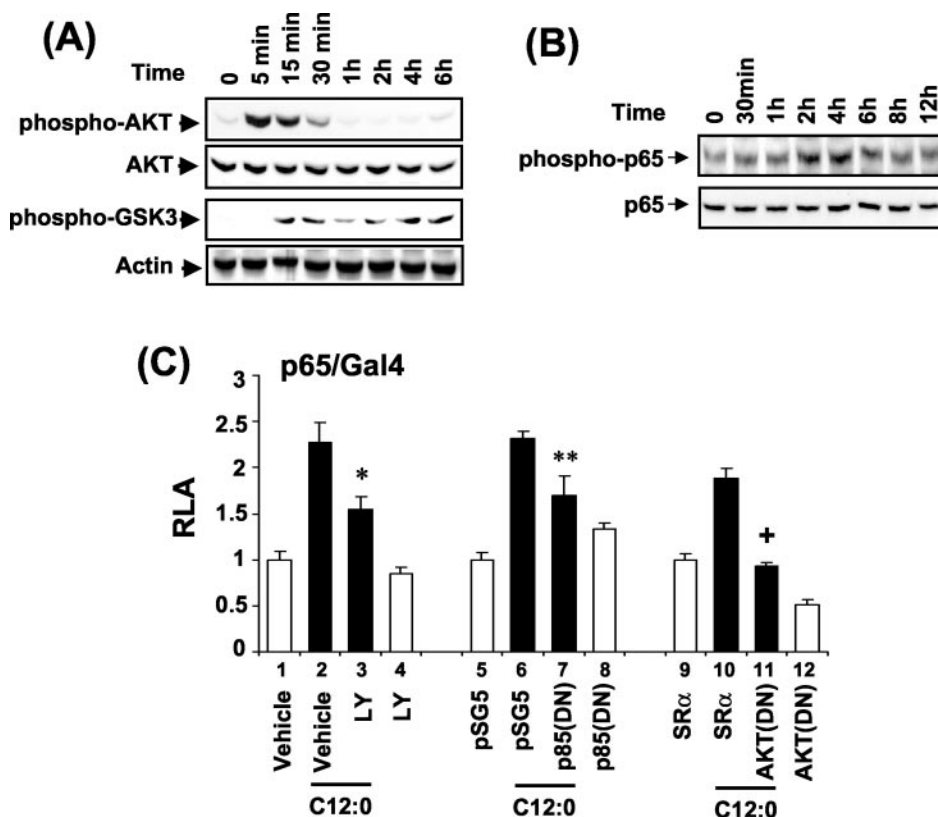 (A)
Time 0 5 min 15 min 30 min 1h 2h 4h 6h
phospho-AKT
AKT
phospho-GSK3
Actin
(B)
Time 0 30min 1h 2h 4h 6h 8h 12h
phospho-p65
p65
(C) p65/Gal4
RLA
3
2.5
2
1.5
1
0.5
0
* ** +
1 2 3 4 5 6 7 8 9 10 11 12
Vehicle Vehicle LY LY pSG5 pSG5 p85(DN) p85(DN) SRα SRα AKT(DN) AKT(DN)
C12:0 C12:0 C12:0